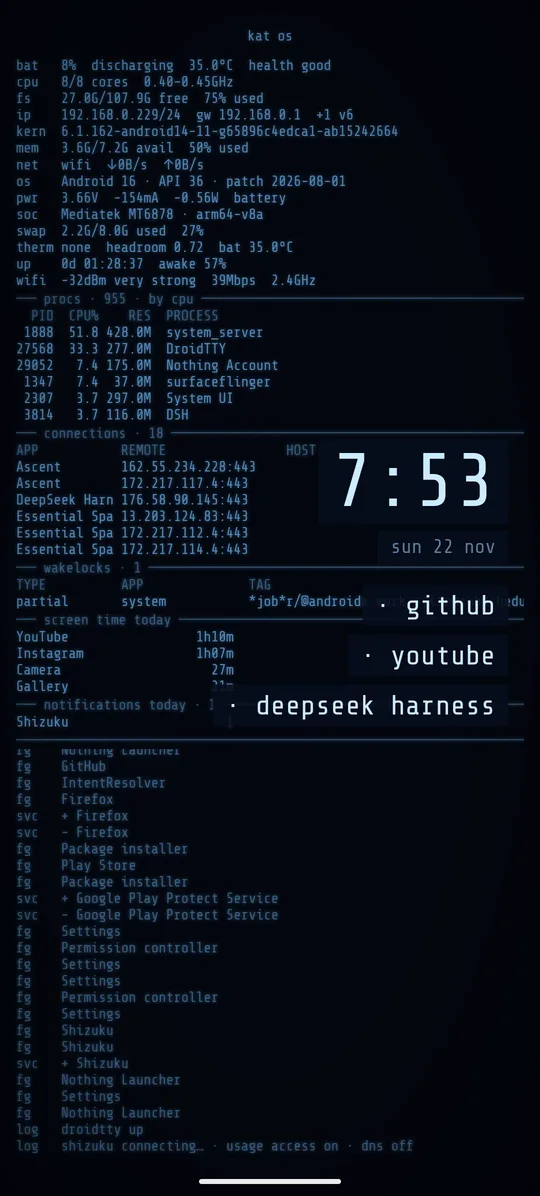 kat os
bat 8% discharging 35.0°C health good
cpu 8/8 cores 0.40-0.45GHz
fs 27.0G/107.9G free 75% used
ip 192.168.0.229/24 gw 192.168.0.1 +1 v6
kern 6.1.162-android14-11-g65896c4edca1-ab15242664
mem 3.6G/7.2G avail 50% used
net wifi ↓0B/s ↑0B/s
os Android 16 · API 36 · patch 2026-08-01
pwr 3.66V -154mA -0.56W battery
soc Mediatek MT6878 · arm64-v8a
swap 2.2G/8.0G used 27%
therm none headroom 0.72 bat 35.0°C
up 0d 01:28:37 awake 57%
wifi -32dBm very strong 39Mbps 2.4GHz
procs · 955 · by cpu
PID CPU% RES PROCESS
1888 51.8 428.0M system_server
27568 33.3 277.0M DroidTTY
29052 7.4 175.0M Nothing Account
1347 7.4 37.0M surfaceflinger
2307 3.7 297.0M System UI
3814 3.7 116.0M DSH
connections · 18
APP REMOTE HOST
Ascent 162.55.234.228:443
Ascent 172.217.117.4:443
DeepSeek Harn 176.58.90.145:443
Essential Spa 13.203.124.83:443
Essential Spa 172.217.112.4:443
Essential Spa 172.217.114.4:443
7:53
sun 22 nov
wakelocks · 1
TYPE APP TAG
partial system *job*r/@android
· github
screen time today
YouTube 1h10m
Instagram 1h07m
Camera 27m
Gallery
· youtube
notifications today ·
Shizuku
· deepseek harness
fg Nothing Launcher
fg GitHub
fg IntentResolver
fg Firefox
svc + Firefox
svc - Firefox
fg Package installer
fg Play Store
fg Package installer
svc + Google Play Protect Service
svc - Google Play Protect Service
fg Settings
fg Permission controller
fg Settings
fg Settings
fg Permission controller
fg Settings
fg Shizuku
fg Shizuku
svc + Shizuku
fg Nothing Launcher
fg Settings
fg Nothing Launcher
log droidtty up
log shizuku connecting… · usage access on · dns off